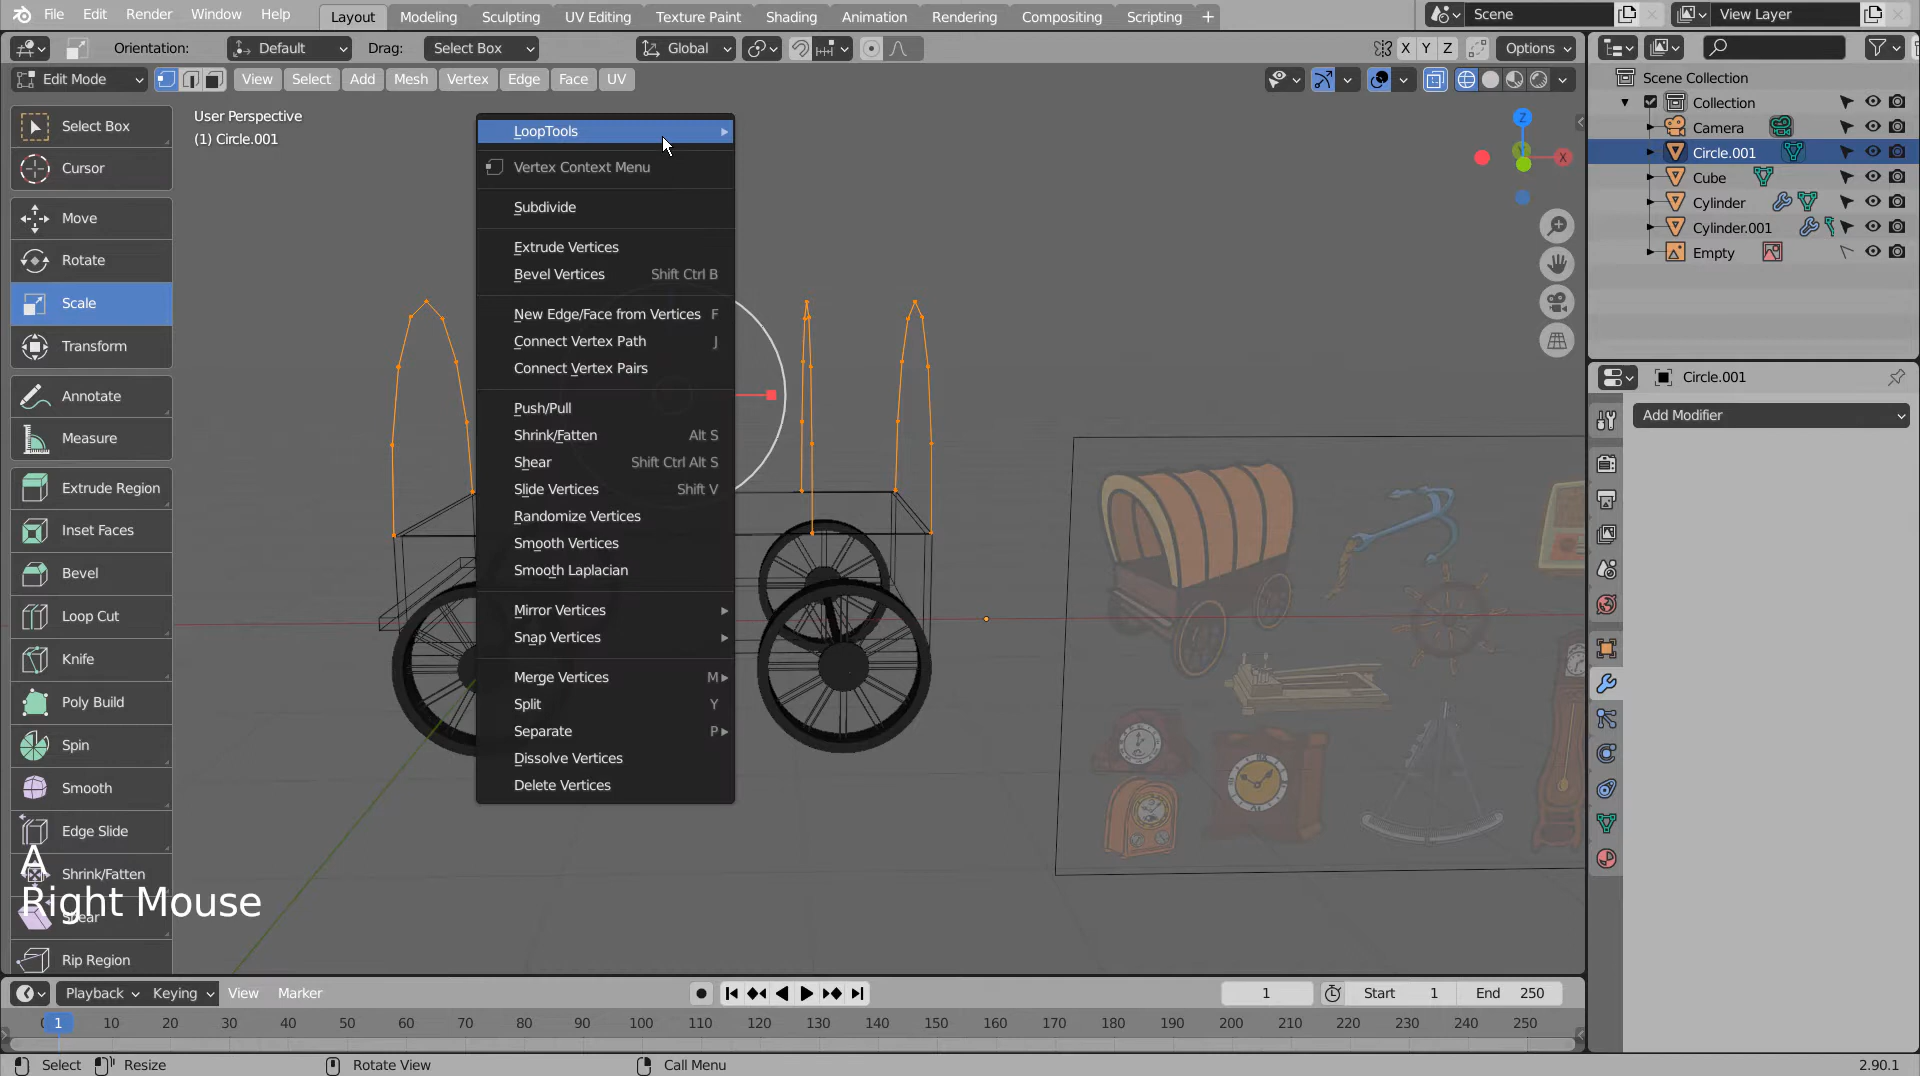 File Edit Render Window Help Layout Modeling Sculpting UV Editing Texture Paint Shading Animation Rendering Compositing Scripting + Scene View Layer
Orientation: Default Drag: Select Box Global X Y Z Options
Edit Mode View Select Add Mesh Vertex Edge Face UV
Scene Collection
Collection
Camera
Circle.001
Cube
Cylinder
Cylinder.001
Empty
Circle.001
Add Modifier
User Perspective
(1) Circle.001
Select Box
Cursor
Move
Rotate
Scale
Transform
Annotate
Measure
Extrude Region
Inset Faces
Bevel
Loop Cut
Knife
Poly Build
Spin
Smooth
Edge Slide
Shrink/Fatten
Shear
Rip Region
A
Right Mouse
LoopTools
Vertex Context Menu
Subdivide
Extrude Vertices
Bevel Vertices Shift Ctrl B
New Edge/Face from Vertices F
Connect Vertex Path J
Connect Vertex Pairs
Push/Pull
Shrink/Fatten Alt S
Shear Shift Ctrl Alt S
Slide Vertices Shift V
Randomize Vertices
Smooth Vertices
Smooth Laplacian
Mirror Vertices
Snap Vertices
Merge Vertices M
Split Y
Separate P
Dissolve Vertices
Delete Vertices
Z
X
Playback Keying View Marker 1 Start 1 End 250
1 10 20 30 40 50 60 70 80 90 100 110 120 130 140 150 160 170 180 190 200 210 220 230 240 250
Select Resize Rotate View Call Menu 2.90.1